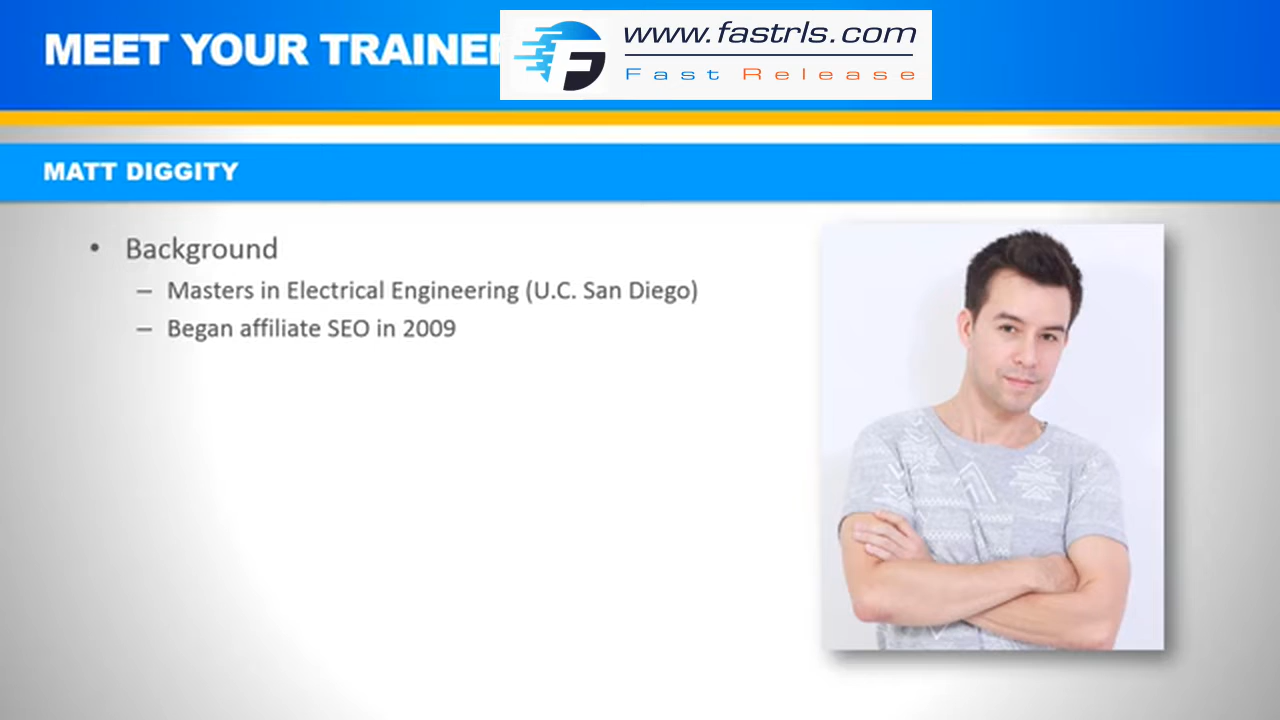 MEET YOUR TRAINER
www.fastrls.com
Fast Release
MATT DIGGITY
• Background
– Masters in Electrical Engineering (U.C. San Diego)
– Began affiliate SEO in 2009